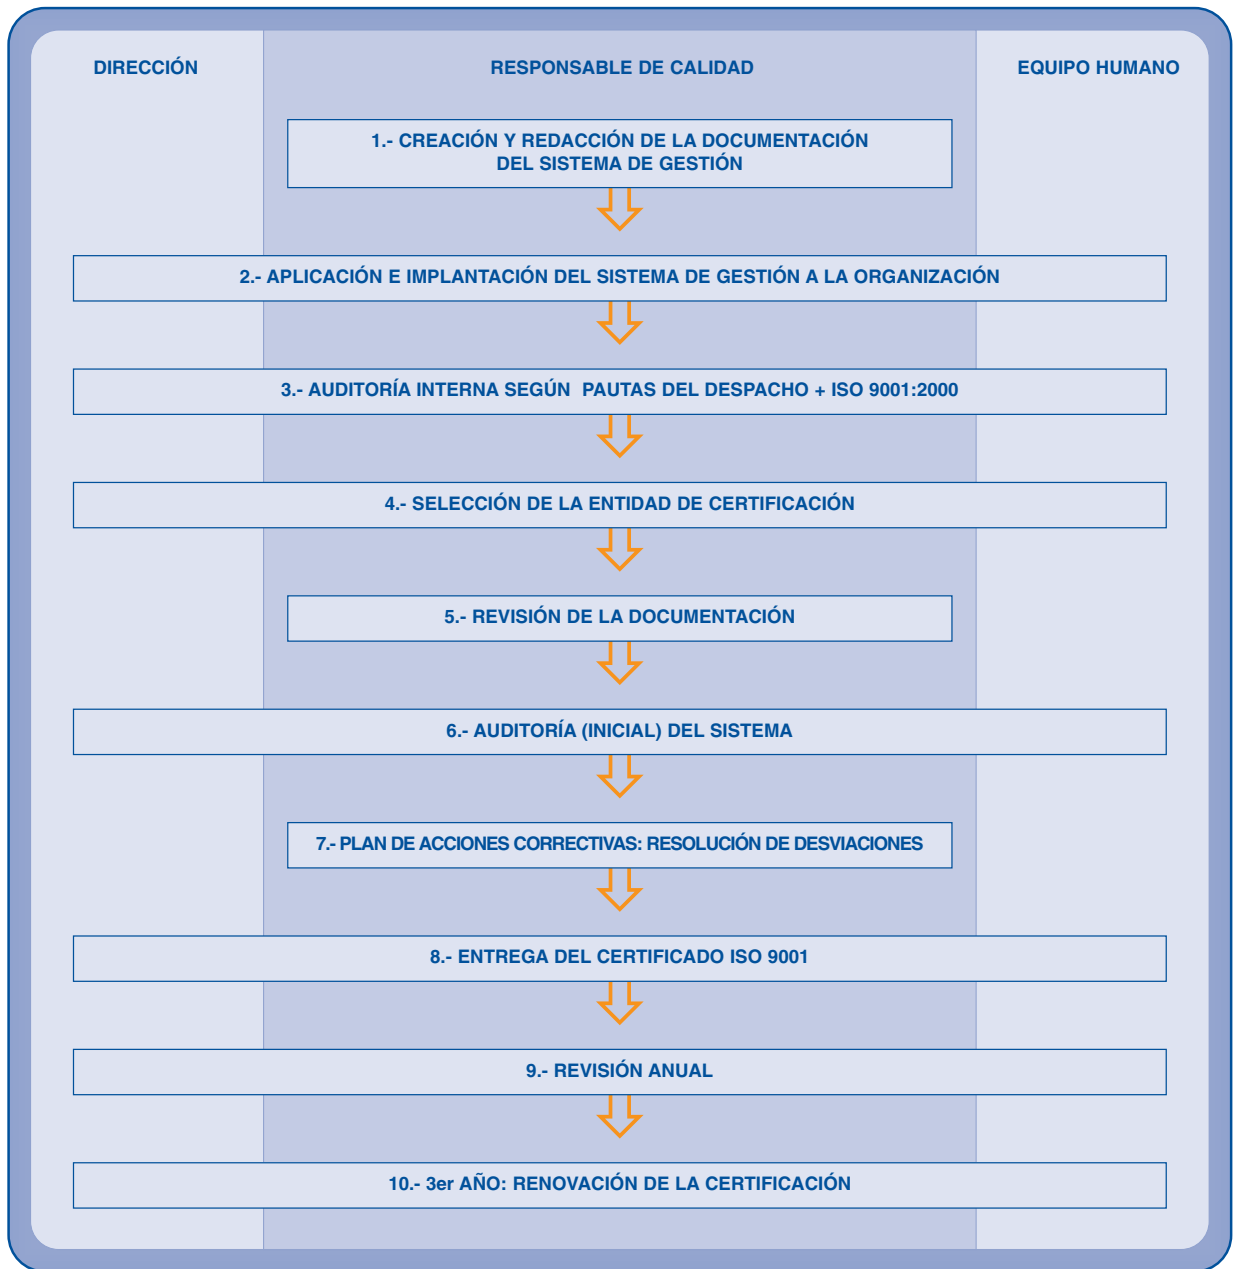 DIRECCIÓN
RESPONSABLE DE CALIDAD
EQUIPO HUMANO
1.- CREACIÓN Y REDACCIÓN DE LA DOCUMENTACIÓN
DEL SISTEMA DE GESTIÓN
2.- APLICACIÓN E IMPLANTACIÓN DEL SISTEMA DE GESTIÓN A LA ORGANIZACIÓN
3.- AUDITORÍA INTERNA SEGÚN PAUTAS DEL DESPACHO + ISO 9001:2000
4.- SELECCIÓN DE LA ENTIDAD DE CERTIFICACIÓN
5.- REVISIÓN DE LA DOCUMENTACIÓN
6.- AUDITORÍA (INICIAL) DEL SISTEMA
7.- PLAN DE ACCIONES CORRECTIVAS: RESOLUCIÓN DE DESVIACIONES
8.- ENTREGA DEL CERTIFICADO ISO 9001
9.- REVISIÓN ANUAL
10.- 3er AÑO: RENOVACIÓN DE LA CERTIFICACIÓN